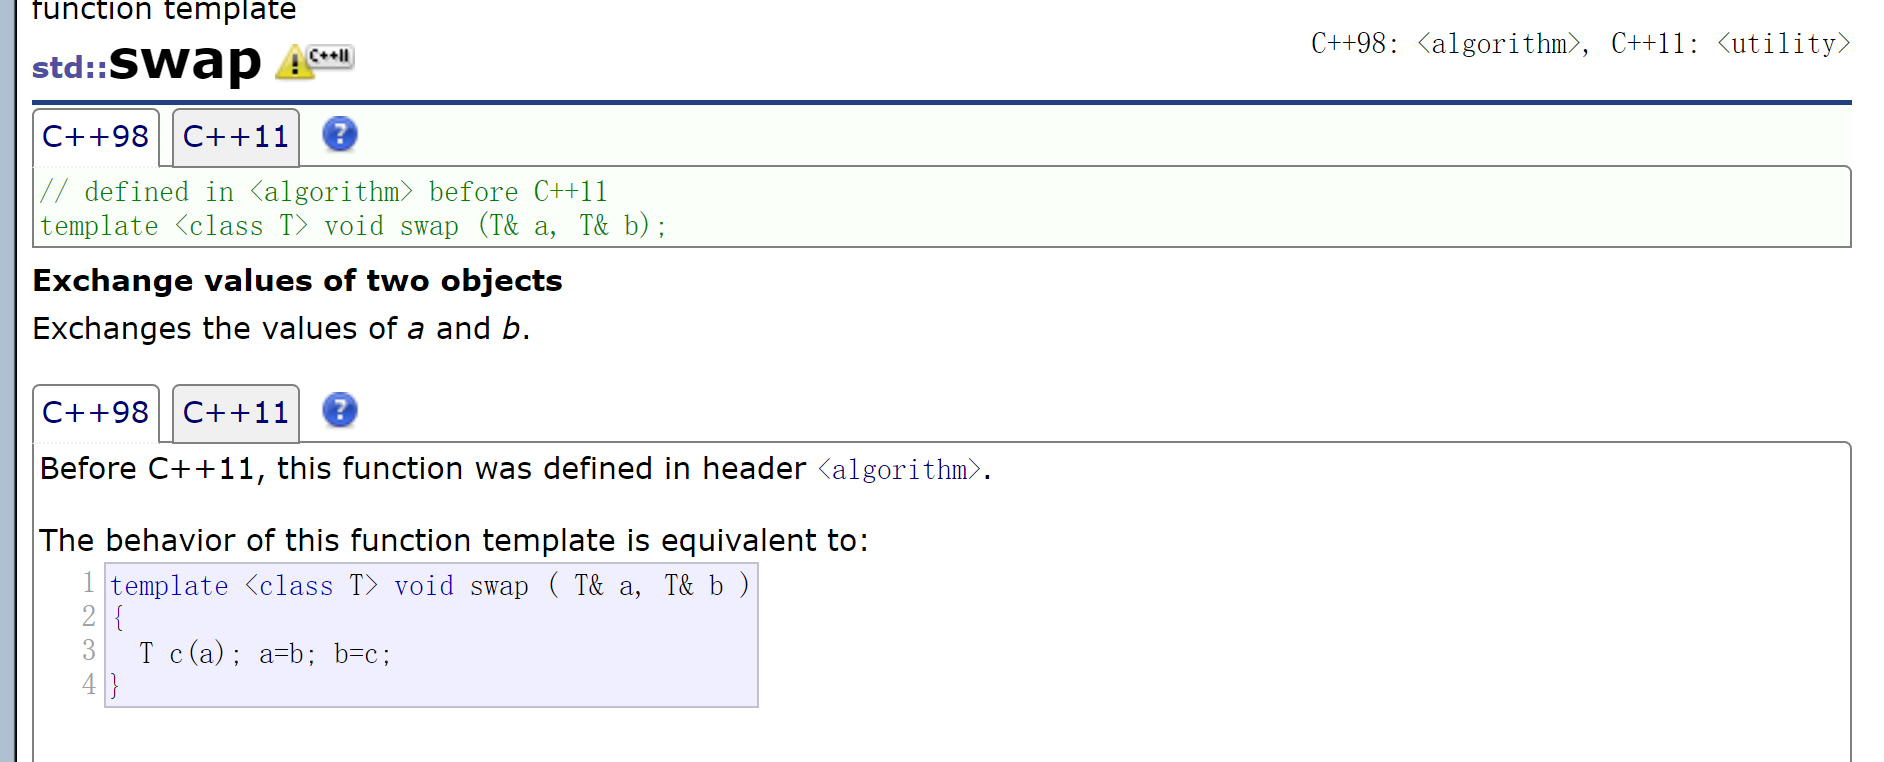 function template
std::swap C++11
C++98: <algorithm>, C++11: <utility>
C++98 C++11 ?
// defined in <algorithm> before C++11
template <class T> void swap (T& a, T& b);
Exchange values of two objects
Exchanges the values of a and b.
C++98 C++11 ?
Before C++11, this function was defined in header <algorithm>.
The behavior of this function template is equivalent to:
1 template <class T> void swap ( T& a, T& b )
2 {
3   T c(a); a=b; b=c;
4 }